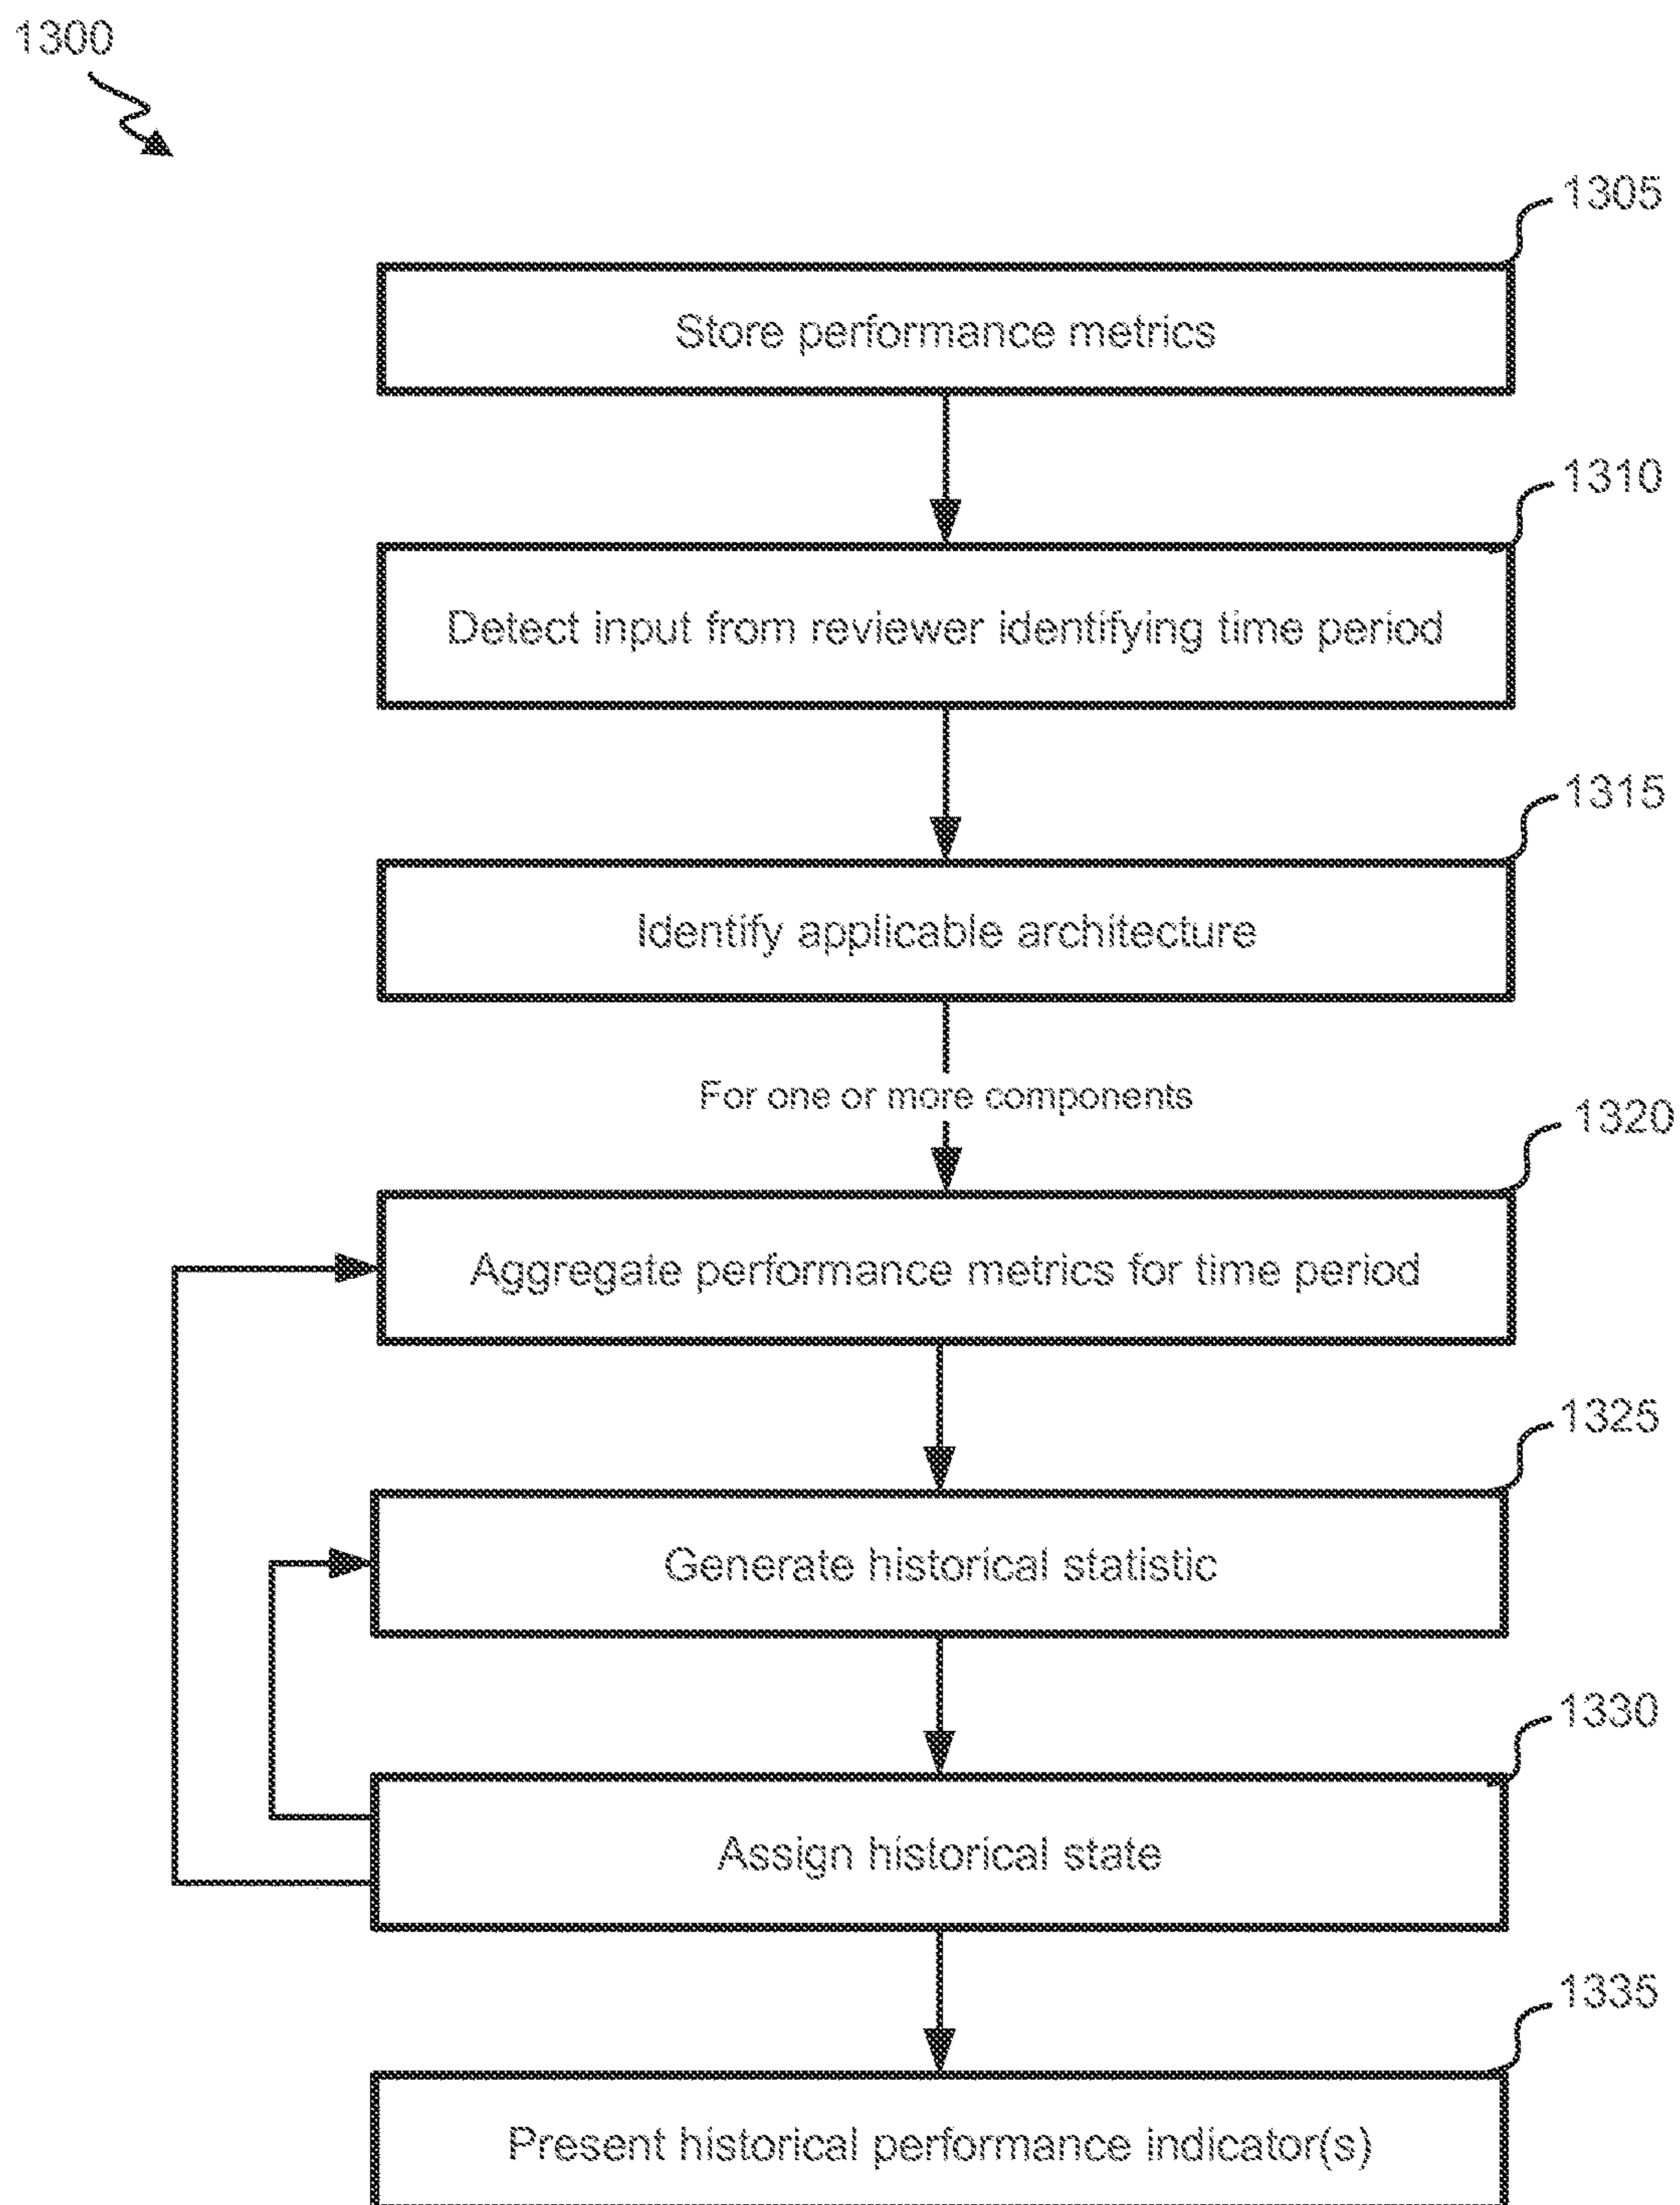 1300
1305
Store performance metrics
1310
Detect input from reviewer identifying time period
1315
Identify applicable architecture
For one or more components
1320
Aggregate performance metrics for time period
1325
Generate historical statistic
1330
Assign historical state
1335
Present historical performance indicator(s)